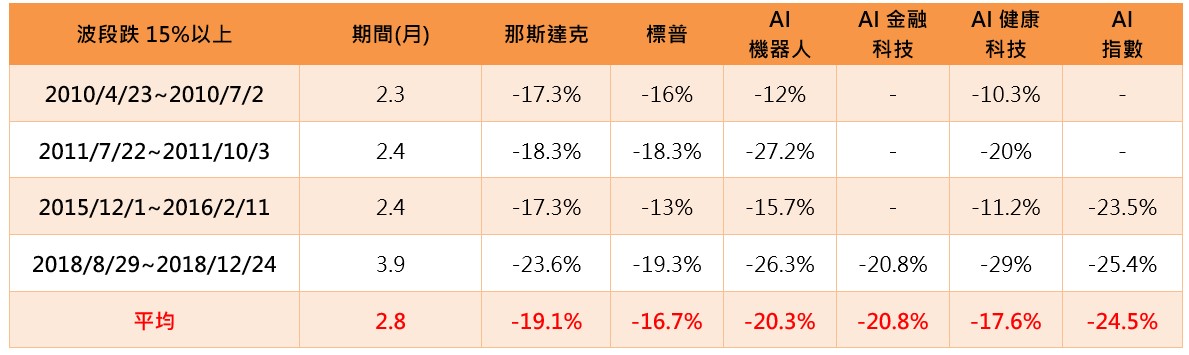 波段跌 15%以上 期間(月) 那斯達克 標普 AI 機器人 AI 金融科技 AI 健康科技 AI 指數
2010/4/23~2010/7/2 2.3 -17.3% -16% -12% - -10.3% -
2011/7/22~2011/10/3 2.4 -18.3% -18.3% -27.2% - -20% -
2015/12/1~2016/2/11 2.4 -17.3% -13% -15.7% - -11.2% -23.5%
2018/8/29~2018/12/24 3.9 -23.6% -19.3% -26.3% -20.8% -29% -25.4%
平均 2.8 -19.1% -16.7% -20.3% -20.8% -17.6% -24.5%